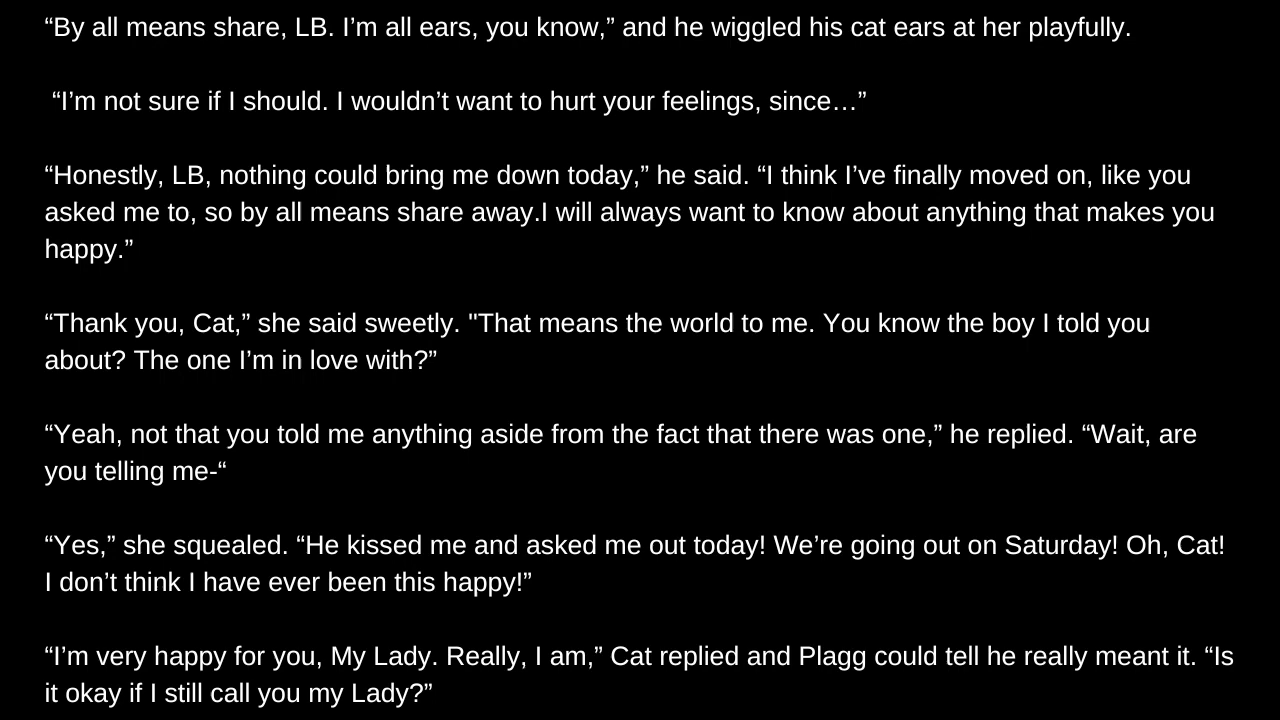 “By all means share, LB. I’m all ears, you know,” and he wiggled his cat ears at her playfully.
“I’m not sure if I should. I wouldn’t want to hurt your feelings, since…”
“Honestly, LB, nothing could bring me down today,” he said. “I think I’ve finally moved on, like you
asked me to, so by all means share away.I will always want to know about anything that makes you
happy.”
“Thank you, Cat,” she said sweetly. "That means the world to me. You know the boy I told you
about? The one I’m in love with?”
“Yeah, not that you told me anything aside from the fact that there was one,” he replied. “Wait, are
you telling me-“
“Yes,” she squealed. “He kissed me and asked me out today! We’re going out on Saturday! Oh, Cat!
I don’t think I have ever been this happy!”
“I’m very happy for you, My Lady. Really, I am,” Cat replied and Plagg could tell he really meant it. “Is
it okay if I still call you my Lady?”